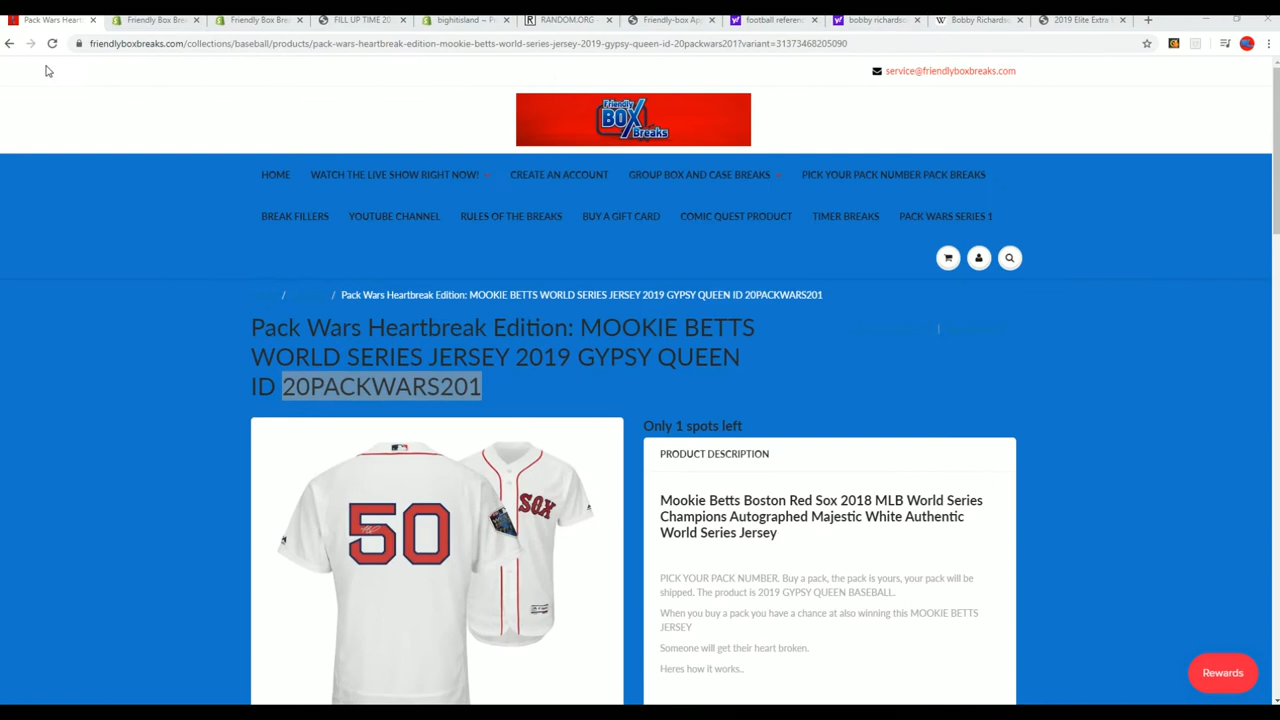 Pack Wars Heart
Friendly Box Brea
Friendly Box Brea
FILL UP TIME 20
bighitisland ~ Pr
RANDOM.ORG -
Friendly-box App
football referenc
bobby richardso
Bobby Richardso
2019 Elite Extra E
friendlyboxbreaks.com/collections/baseball/products/pack-wars-heartbreak-edition-mookie-betts-world-series-jersey-2019-gypsy-queen-id-20packwars201?variant=31373468205090
service@friendlyboxbreaks.com
Friendly
BOX
Breaks
HOME WATCH THE LIVE SHOW RIGHT NOW! CREATE AN ACCOUNT GROUP BOX AND CASE BREAKS PICK YOUR PACK NUMBER PACK BREAKS
BREAK FILLERS YOUTUBE CHANNEL RULES OF THE BREAKS BUY A GIFT CARD COMIC QUEST PRODUCT TIMER BREAKS PACK WARS SERIES 1
/ / Pack Wars Heartbreak Edition: MOOKIE BETTS WORLD SERIES JERSEY 2019 GYPSY QUEEN ID 20PACKWARS201
Pack Wars Heartbreak Edition: MOOKIE BETTS
WORLD SERIES JERSEY 2019 GYPSY QUEEN
ID 20PACKWARS201
50
SOX
Only 1 spots left
PRODUCT DESCRIPTION
Mookie Betts Boston Red Sox 2018 MLB World Series
Champions Autographed Majestic White Authentic
World Series Jersey
PICK YOUR PACK NUMBER. Buy a pack, the pack is yours, your pack will be
shipped. The product is 2019 GYPSY QUEEN BASEBALL.
When you buy a pack you have a chance at also winning this MOOKIE BETTS
JERSEY
Someone will get their heart broken.
Heres how it works..
Rewards